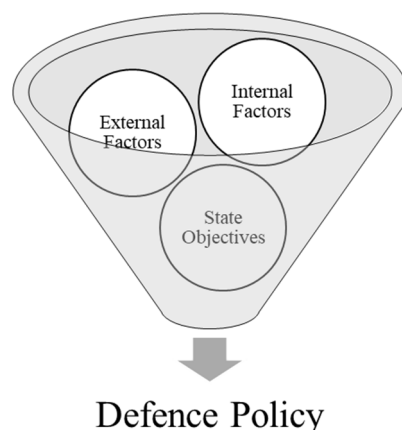 Internal
Factors
External
Factors
State
Objectives
Defence Policy